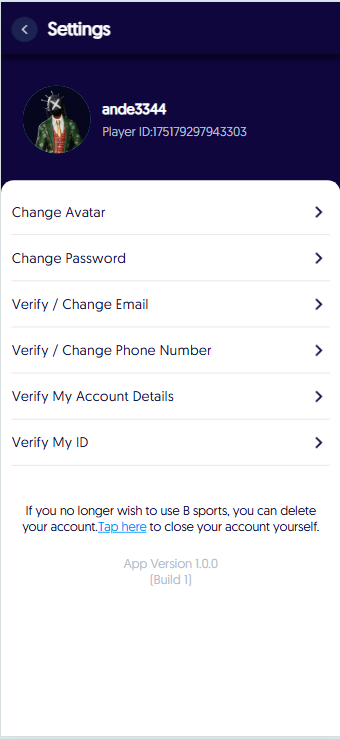 Settings
ande3344
Player ID:175179297943303
Change Avatar
Change Password
Verify / Change Email
Verify / Change Phone Number
Verify My Account Details
Verify My ID
If you no longer wish to use B sports, you can delete
your account.Tap here to close your account yourself.
App Version 1.0.0
(Build 1)